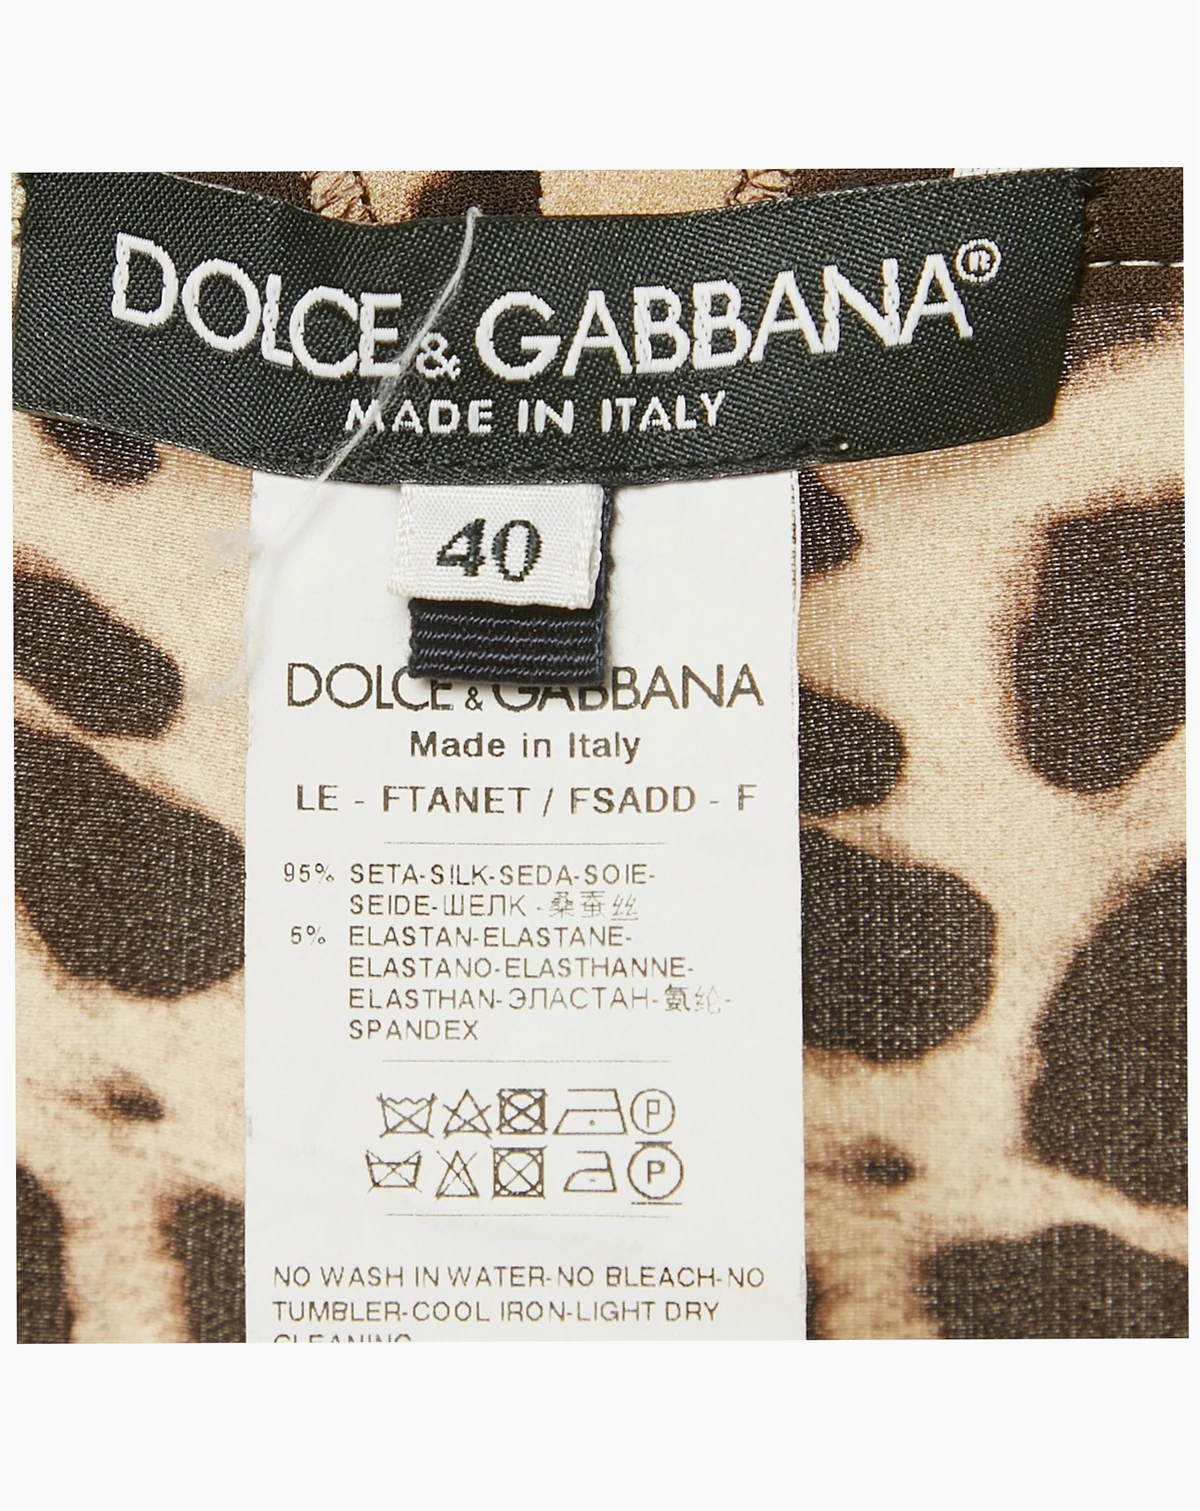 DOLCE & GABBANA®
MADE IN ITALY
40
DOLCE & GABBANA
Made in Italy
LE - FTANET / FSADD - F
95% SETA-SILK-SEDA-SOIE-
SEIDE-ШЕЛК -桑蚕丝
5% ELASTAN-ELASTANE-
ELASTANO-ELASTHANNE-
ELASTHAN-ЭЛАСТАН-氨纶-
SPANDEX
P
P
NO WASH IN WATER-NO BLEACH-NO
TUMBLER-COOL IRON-LIGHT DRY
CLEANING